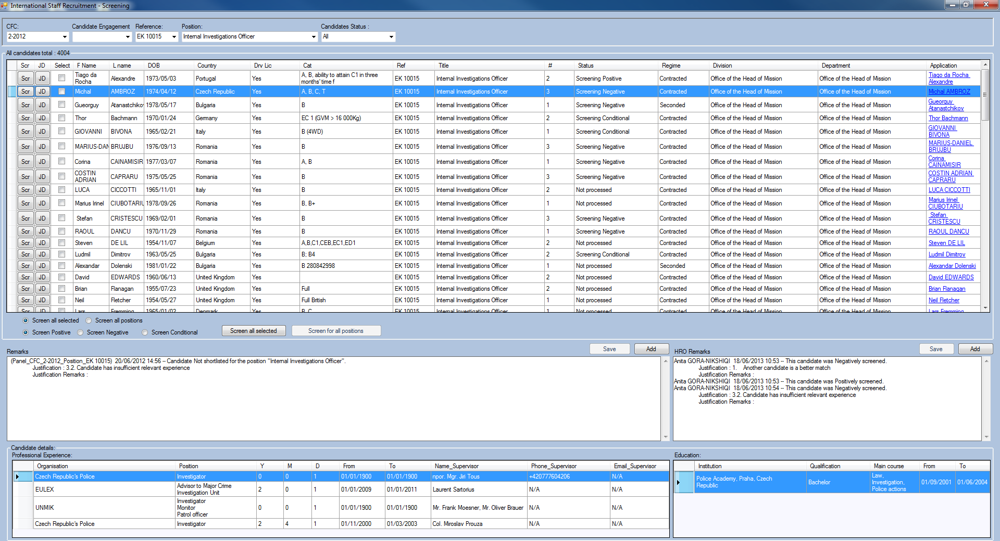 International Staff Recruitment - Screening
CFC: Candidate Engagement Reference: Position: Candidates Status :
2-2012 EK 10015 Internal Investigations Officer All
All candidates total : 4004
Scr JD Select F Name L name DOB Country Drv Lic Cat Ref Title # Status Regime Division Department Application
Scr JD Tiago da Rocha Alexandre 1973/05/03 Portugal Yes A, B, ability to attain C1 in three months' time f EK 10015 Internal Investigations Officer 2 Screening Positive Contracted Office of the Head of Mission Office of the Head of Mission Tiago da Rocha Alexandre
Scr JD Michal AMBROZ 1974/04/12 Czech Republic Yes A, B, C, T EK 10015 Internal Investigations Officer 3 Screening Negative Contracted Office of the Head of Mission Office of the Head of Mission Michal AMBROZ
Scr JD Gueorguy Atanastchikov 1978/05/17 Bulgaria Yes B EK 10015 Internal Investigations Officer 1 Screening Negative Seconded Office of the Head of Mission Office of the Head of Mission Gueorguy Atanastchikov
Scr JD Thor Bachmann 1970/01/24 Germany Yes EC 1 (GVM > 16 000Kg) EK 10015 Internal Investigations Officer 2 Screening Conditional Contracted Office of the Head of Mission Office of the Head of Mission Thor Bachmann
Scr JD GIOVANNI BIVONA 1965/02/21 Italy Yes B (4WD) EK 10015 Internal Investigations Officer 1 Screening Conditional Contracted Office of the Head of Mission Office of the Head of Mission GIOVANNI BIVONA
Scr JD MARIUS-DAN BRUJBU 1976/09/13 Romania Yes B EK 10015 Internal Investigations Officer 3 Screening Negative Contracted Office of the Head of Mission Office of the Head of Mission MARIUS-DANIEL BRUJBU
Scr JD Corina CAINAMISIR 1977/03/07 Romania Yes A, B EK 10015 Internal Investigations Officer 1 Screening Negative Contracted Office of the Head of Mission Office of the Head of Mission Corina CAINAMISIR
Scr JD COSTIN ADRIAN CAPRARU 1975/05/25 Romania Yes B EK 10015 Internal Investigations Officer 3 Screening Negative Contracted Office of the Head of Mission Office of the Head of Mission COSTIN ADRIAN CAPRARU
Scr JD LUCA CICCOTTI 1965/11/01 Italy Yes B EK 10015 Internal Investigations Officer 2 Not processed Contracted Office of the Head of Mission Office of the Head of Mission LUCA CICCOTTI
Scr JD Marius Irinel CIUBOTARIU 1978/09/26 Romania Yes B, B+ EK 10015 Internal Investigations Officer 1 Not processed Contracted Office of the Head of Mission Office of the Head of Mission Marius Irinel CIUBOTARIU
Scr JD Stefan CRISTESCU 1969/02/01 Romania Yes B EK 10015 Internal Investigations Officer 3 Screening Negative Contracted Office of the Head of Mission Office of the Head of Mission Stefan CRISTESCU
Scr JD RAOUL DANCU 1970/11/29 Romania Yes B EK 10015 Internal Investigations Officer 1 Screening Negative Contracted Office of the Head of Mission Office of the Head of Mission RAOUL DANCU
Scr JD Steven DE LIL 1954/11/07 Belgium Yes A,B,C1,CEB,EC1,ED1 EK 10015 Internal Investigations Officer 2 Not processed Contracted Office of the Head of Mission Office of the Head of Mission Steven DE LIL
Scr JD Ludmil Dimitrov 1963/05/25 Bulgaria Yes B; B4 EK 10015 Internal Investigations Officer 2 Screening Conditional Contracted Office of the Head of Mission Office of the Head of Mission Ludmil Dimitrov
Scr JD Alexandar Dolenski 1981/01/22 Bulgaria Yes B 280842998 EK 10015 Internal Investigations Officer 1 Not processed Seconded Office of the Head of Mission Office of the Head of Mission Alexandar Dolenski
Scr JD David EDWARDS 1960/06/13 United Kingdom Yes EK 10015 Internal Investigations Officer 2 Not processed Contracted Office of the Head of Mission Office of the Head of Mission David EDWARDS
Scr JD Brian Flanagan 1955/07/23 United Kingdom Yes Full EK 10015 Internal Investigations Officer 2 Not processed Contracted Office of the Head of Mission Office of the Head of Mission Brian Flanagan
Scr JD Neil Fletcher 1954/05/27 United Kingdom Yes Full British EK 10015 Internal Investigations Officer 1 Not processed Contracted Office of the Head of Mission Office of the Head of Mission Neil Fletcher
Scr JD Lars Fremming 1965/01/02 Denmark Yes B, C EK 10015 Internal Investigations Officer 1 Not processed Contracted Office of the Head of Mission Office of the Head of Mission Lars Fremming
Screen all selected Screen all positions
Screen Positive Screen Negative Screen Conditional Screen all selected Screen for all positions
Remarks Save Add
(Panel_CFC_2-2012_Position_EK 10015) 20/06/2012 14:56 -- Candidate Not shortlisted for the position "Internal Investigations Officer".
Justification : 3.2. Candidate has insufficient relevant experience
Justification Remarks :
HRO Remarks Save Add
Anita GORA-NIKSHIQI 18/06/2013 10:53 -- This candidate was Negatively screened.
Justification : 1. Another candidate is a better match
Justification Remarks :
Anita GORA-NIKSHIQI 18/06/2013 10:53 -- This candidate was Positively screened.
Anita GORA-NIKSHIQI 18/06/2013 10:54 -- This candidate was Negatively screened.
Justification : 3.2. Candidate has insufficient relevant experience
Justification Remarks :
Candidate details:
Professional Experience:
Organisation Position Y M D From To Name_Supervisor Phone_Supervisor Email_Supervisor
Czech Republic's Police Investigator 0 0 1 01/01/1900 01/01/1900 npor. Mgr. Jiri Tous +420777604206 N/A
EULEX Advisor to Major Crime Investigation Unit 2 0 1 01/01/2009 01/01/2011 Laurent Sartorius N/A N/A
UNMIK Investigator Monitor Patrol officer 0 0 1 01/01/1900 01/01/1900 Mr. Frank Moesner, Mr. Oliver Brauer N/A N/A
Czech Republic's Police Investigator 2 4 1 01/11/2000 01/03/2003 Col. Miroslav Prouza N/A N/A
Education:
Institution Qualification Main course From To
Police Academy, Praha, Czech Republic Bachelor Law, Investigation, Police actions 01/09/2001 01/06/2004